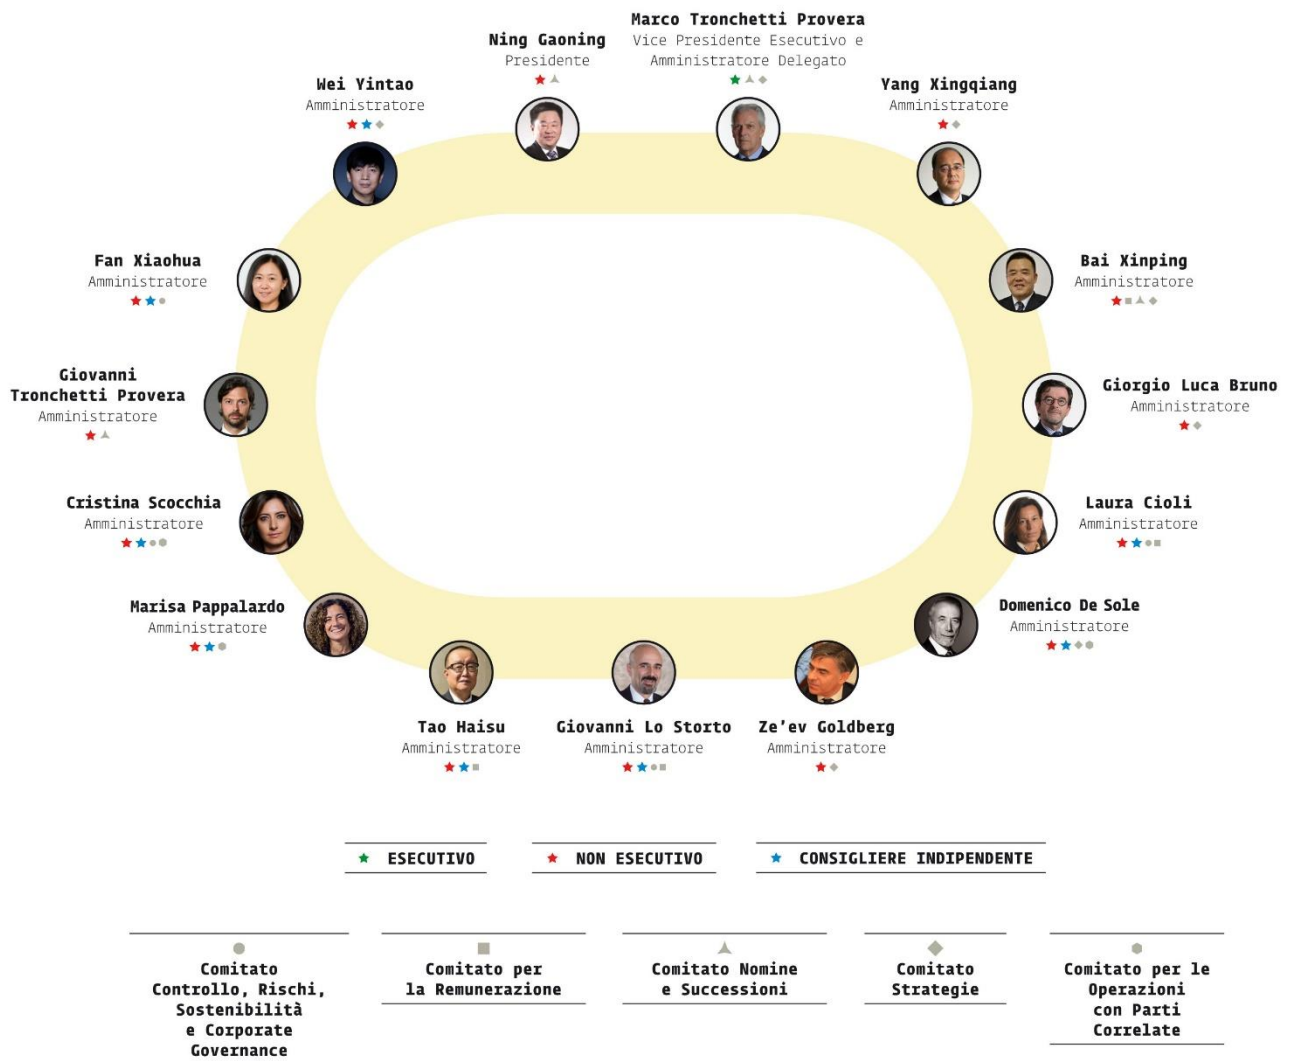 Marco Tronchetti Provera
Vice Presidente Esecutivo e
Amministratore Delegato
Ning Gaoning
Presidente
Wei Yintao
Amministratore
Yang Xingqiang
Amministratore
Fan Xiaohua
Amministratore
Bai Xinping
Amministratore
Giovanni
Tronchetti Provera
Amministratore
Giorgio Luca Bruno
Amministratore
Cristina Scocchia
Amministratore
Laura Cioli
Amministratore
Marisa Pappalardo
Amministratore
Domenico De Sole
Amministratore
Tao Haisu
Amministratore
Giovanni Lo Storto
Amministratore
Ze’ev Goldberg
Amministratore
ESECUTIVO
NON ESECUTIVO
CONSIGLIERE INDIPENDENTE
Comitato
Controllo, Rischi,
Sostenibilità
e Corporate
Governance
Comitato per
la Remunerazione
Comitato Nomine
e Successioni
Comitato
Strategie
Comitato per le
Operazioni
con Parti
Correlate